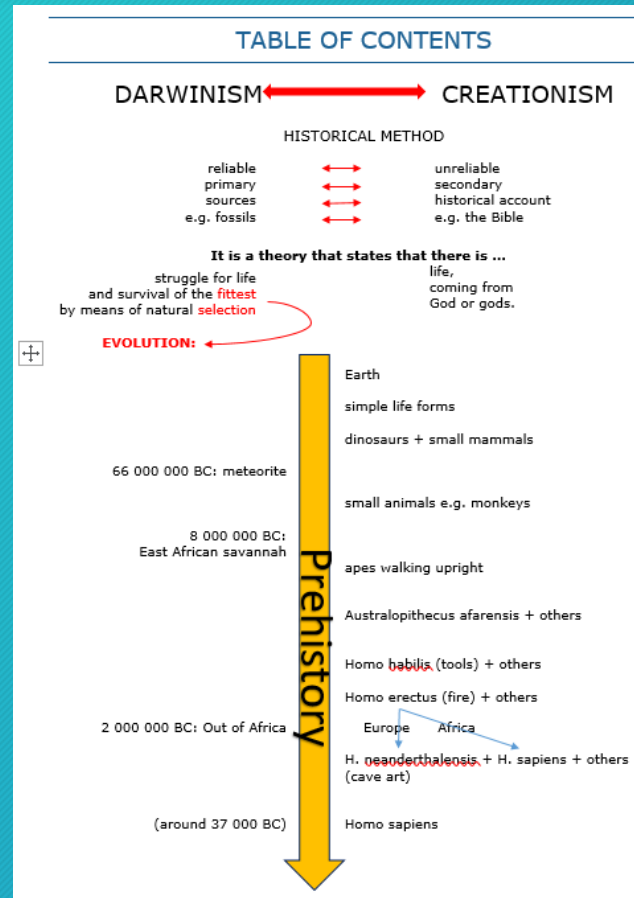 TABLE OF CONTENTS
DARWINISM CREATIONISM
HISTORICAL METHOD
reliable unreliable
primary secondary
sources historical account
e.g. fossils e.g. the Bible
It is a theory that states that there is ...
struggle for life
and survival of the fittest
by means of natural selection
life,
coming from
God or gods.
EVOLUTION:
Prehistory
Earth
simple life forms
dinosaurs + small mammals
66 000 000 BC: meteorite
small animals e.g. monkeys
8 000 000 BC:
East African savannah
apes walking upright
Australopithecus afarensis + others
Homo habilis (tools) + others
Homo erectus (fire) + others
2 000 000 BC: Out of Africa Europe Africa
H. neanderthalensis + H. sapiens + others
(cave art)
(around 37 000 BC) Homo sapiens